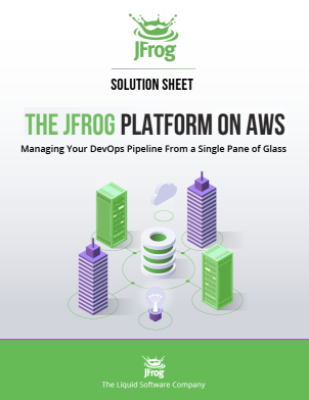 JFrog
SOLUTION SHEET
THE JFROG PLATFORM ON AWS
Managing Your DevOps Pipeline From a Single Pane of Glass
JFrog
The Liquid Software Company